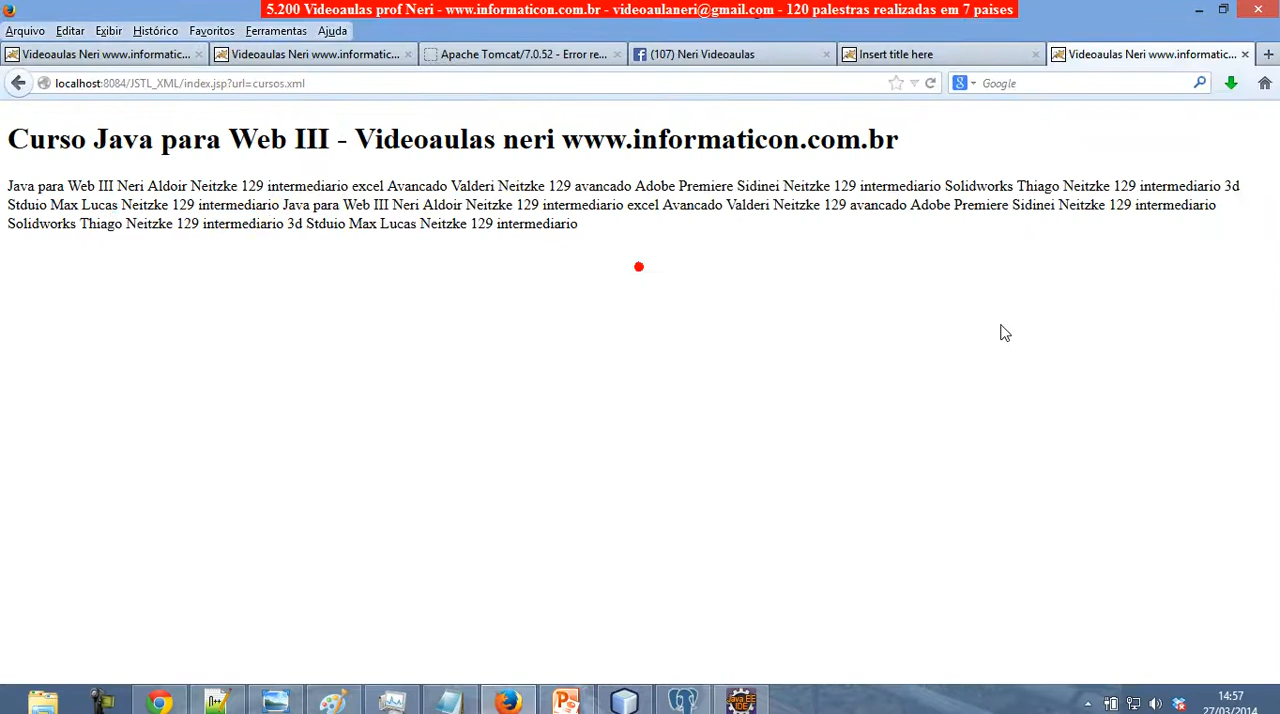 5.200 Videoaulas prof Neri - www.informaticon.com.br - videoaulaneri@gmail.com - 120 palestras realizadas em 7 paises
Arquivo Editar Exibir Histórico Favoritos Ferramentas Ajuda
Videoaulas Neri www.informatic... Videoaulas Neri www.informatic... Apache Tomcat/7.0.52 - Error re... (107) Neri Videoaulas Insert title here Videoaulas Neri www.informatic...
localhost:8084/JSTL_XML/index.jsp?url=cursos.xml Google
Curso Java para Web III - Videoaulas neri www.informaticon.com.br
Java para Web III Neri Aldoir Neitzke 129 intermediario excel Avancado Valderi Neitzke 129 avancado Adobe Premiere Sidinei Neitzke 129 intermediario Solidworks Thiago Neitzke 129 intermediario 3d
Stduio Max Lucas Neitzke 129 intermediario Java para Web III Neri Aldoir Neitzke 129 intermediario excel Avancado Valderi Neitzke 129 avancado Adobe Premiere Sidinei Neitzke 129 intermediario
Solidworks Thiago Neitzke 129 intermediario 3d Stduio Max Lucas Neitzke 129 intermediario
Java EE
IDE
14:57
27/03/2014